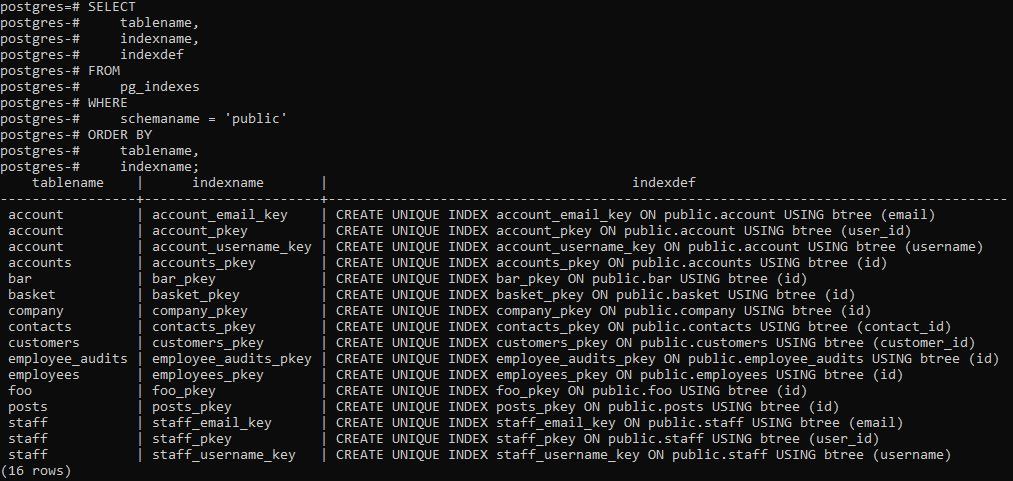 postgres=# SELECT
postgres-#     tablename,
postgres-#     indexname,
postgres-#     indexdef
postgres-# FROM
postgres-#     pg_indexes
postgres-# WHERE
postgres-#     schemaname = 'public'
postgres-# ORDER BY
postgres-#     tablename,
postgres-#     indexname;
    tablename    |      indexname       |                                      indexdef
-----------------+----------------------+-------------------------------------------------------------------------------------
 account         | account_email_key    | CREATE UNIQUE INDEX account_email_key ON public.account USING btree (email)
 account         | account_pkey         | CREATE UNIQUE INDEX account_pkey ON public.account USING btree (user_id)
 account         | account_username_key | CREATE UNIQUE INDEX account_username_key ON public.account USING btree (username)
 accounts        | accounts_pkey        | CREATE UNIQUE INDEX accounts_pkey ON public.accounts USING btree (id)
 bar             | bar_pkey             | CREATE UNIQUE INDEX bar_pkey ON public.bar USING btree (id)
 basket          | basket_pkey          | CREATE UNIQUE INDEX basket_pkey ON public.basket USING btree (id)
 company         | company_pkey         | CREATE UNIQUE INDEX company_pkey ON public.company USING btree (id)
 contacts        | contacts_pkey        | CREATE UNIQUE INDEX contacts_pkey ON public.contacts USING btree (contact_id)
 customers       | customers_pkey       | CREATE UNIQUE INDEX customers_pkey ON public.customers USING btree (customer_id)
 employee_audits | employee_audits_pkey | CREATE UNIQUE INDEX employee_audits_pkey ON public.employee_audits USING btree (id)
 employees       | employees_pkey       | CREATE UNIQUE INDEX employees_pkey ON public.employees USING btree (id)
 foo             | foo_pkey             | CREATE UNIQUE INDEX foo_pkey ON public.foo USING btree (id)
 posts           | posts_pkey           | CREATE UNIQUE INDEX posts_pkey ON public.posts USING btree (id)
 staff           | staff_email_key      | CREATE UNIQUE INDEX staff_email_key ON public.staff USING btree (email)
 staff           | staff_pkey           | CREATE UNIQUE INDEX staff_pkey ON public.staff USING btree (user_id)
 staff           | staff_username_key   | CREATE UNIQUE INDEX staff_username_key ON public.staff USING btree (username)
(16 rows)